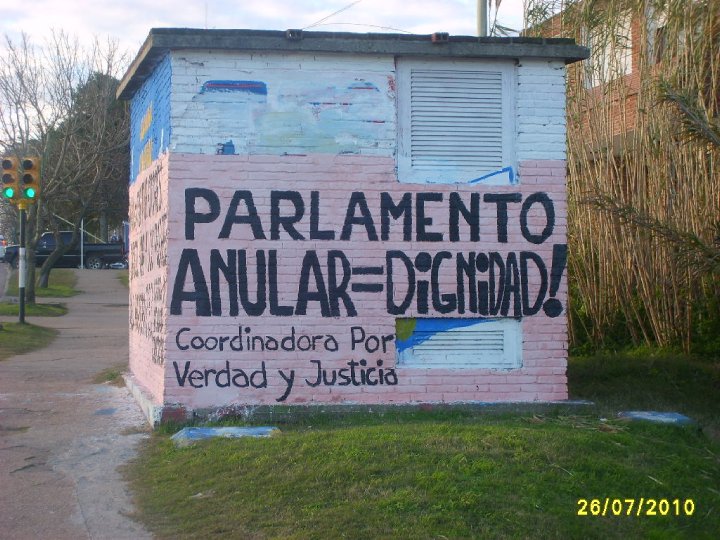 PARLAMENTO
ANULAR=DiGNiDAD!
Coordinadora Por
Verdad y Justicia
26/07/2010